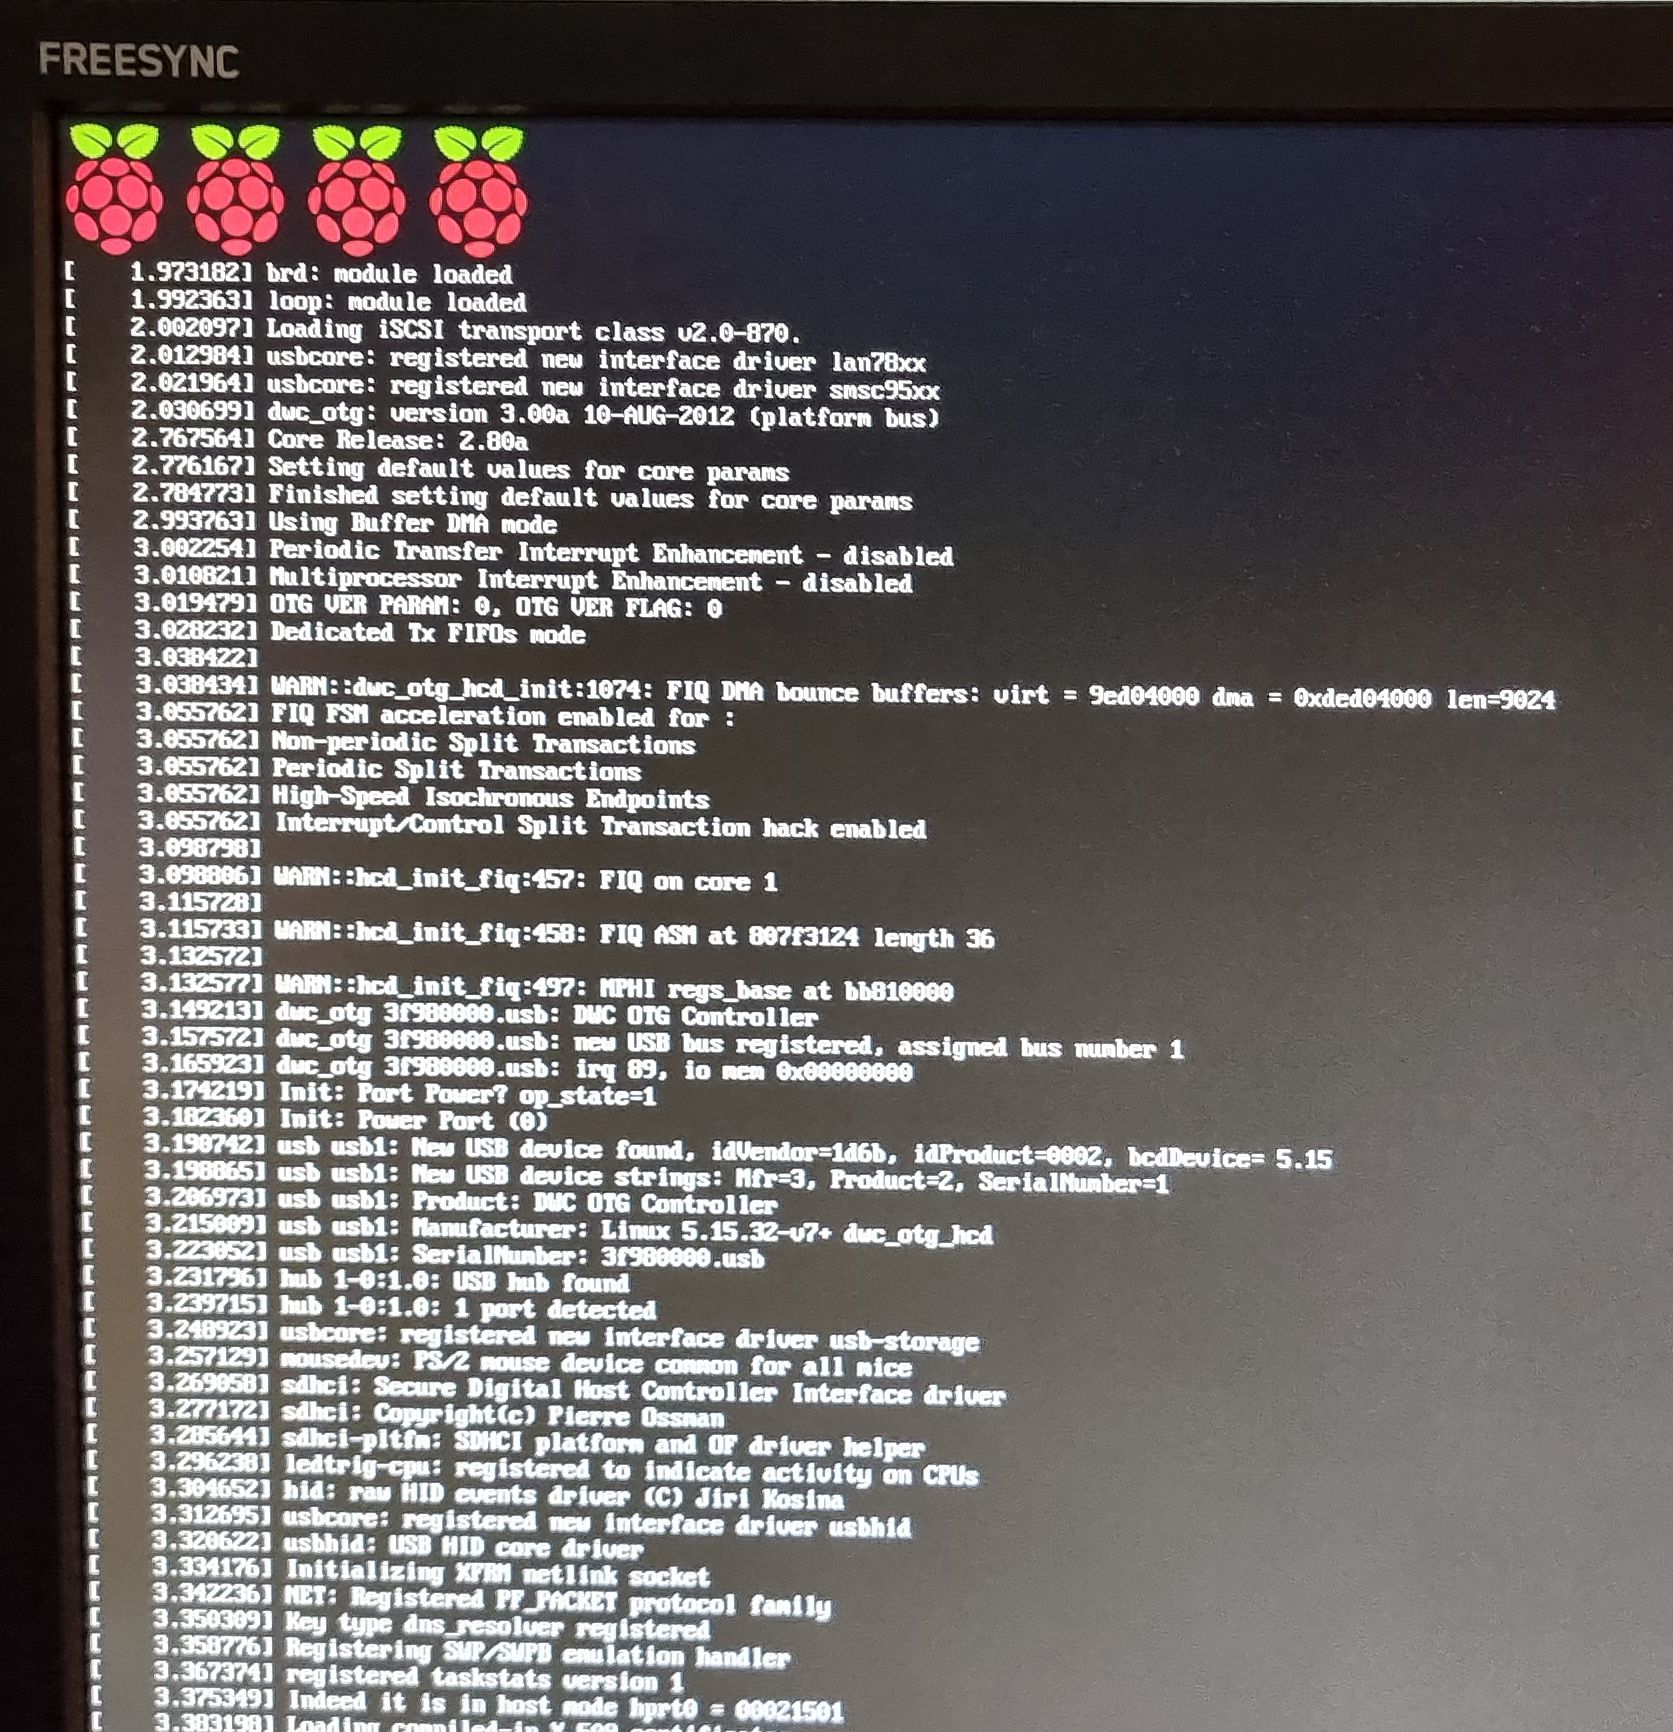 FREESYNC
[    1.973182] brd: module loaded
[    1.992363] loop: module loaded
[    2.002097] Loading iSCSI transport class v2.0-870.
[    2.012984] usbcore: registered new interface driver lan78xx
[    2.021964] usbcore: registered new interface driver smsc95xx
[    2.030699] dwc_otg: version 3.00a 10-AUG-2012 (platform bus)
[    2.767564] Core Release: 2.80a
[    2.776167] Setting default values for core params
[    2.784773] Finished setting default values for core params
[    2.993763] Using Buffer DMA mode
[    3.002254] Periodic Transfer Interrupt Enhancement - disabled
[    3.010821] Multiprocessor Interrupt Enhancement - disabled
[    3.019479] OTG VER PARAM: 0, OTG VER FLAG: 0
[    3.028232] Dedicated Tx FIFOs mode
[    3.038422]
[    3.038434] WARN::dwc_otg_hcd_init:1074: FIQ DMA bounce buffers: virt = 9ed04000 dma = 0xded04000 len=9024
[    3.055762] FIQ FSM acceleration enabled for :
[    3.055762] Non-periodic Split Transactions
[    3.055762] Periodic Split Transactions
[    3.055762] High-Speed Isochronous Endpoints
[    3.055762] Interrupt/Control Split Transaction hack enabled
[    3.098798]
[    3.098806] WARN::hcd_init_fiq:457: FIQ on core 1
[    3.115728]
[    3.115733] WARN::hcd_init_fiq:458: FIQ ASM at 807f3124 length 36
[    3.132572]
[    3.132577] WARN::hcd_init_fiq:497: MPHI regs_base at bb810000
[    3.149213] dwc_otg 3f980000.usb: DWC OTG Controller
[    3.157572] dwc_otg 3f980000.usb: new USB bus registered, assigned bus number 1
[    3.165923] dwc_otg 3f980000.usb: irq 89, io mem 0x00000000
[    3.174219] Init: Port Power? op_state=1
[    3.182360] Init: Power Port (0)
[    3.190742] usb usb1: New USB device found, idVendor=1d6b, idProduct=0002, bcdDevice= 5.15
[    3.198865] usb usb1: New USB device strings: Mfr=3, Product=2, SerialNumber=1
[    3.206973] usb usb1: Product: DWC OTG Controller
[    3.215009] usb usb1: Manufacturer: Linux 5.15.32-v7+ dwc_otg_hcd
[    3.223052] usb usb1: SerialNumber: 3f980000.usb
[    3.231796] hub 1-0:1.0: USB hub found
[    3.239715] hub 1-0:1.0: 1 port detected
[    3.248923] usbcore: registered new interface driver usb-storage
[    3.257129] mousedev: PS/2 mouse device common for all mice
[    3.269058] sdhci: Secure Digital Host Controller Interface driver
[    3.277172] sdhci: Copyright(c) Pierre Ossman
[    3.285644] sdhci-pltfm: SDHCI platform and OF driver helper
[    3.296238] ledtrig-cpu: registered to indicate activity on CPUs
[    3.304652] hid: raw HID events driver (C) Jiri Kosina
[    3.312695] usbcore: registered new interface driver usbhid
[    3.320622] usbhid: USB HID core driver
[    3.334176] Initializing XFRM netlink socket
[    3.342236] NET: Registered PF_PACKET protocol family
[    3.350309] Key type dns_resolver registered
[    3.358776] Registering SWP/SWPB emulation handler
[    3.367374] registered taskstats version 1
[    3.375349] Indeed it is in host mode hprt0 = 00021501
[    3.383198] Loading compiled-in X.509